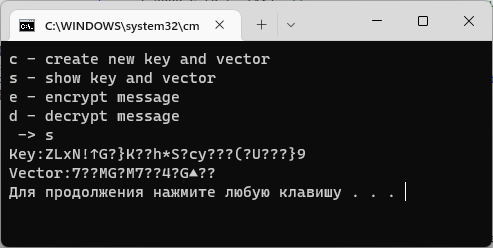 C:\WINDOWS\system32\cm
c - create new key and vector
s - show key and vector
e - encrypt message
d - decrypt message
-> s
Key:ZLxN!↑G?}K??h*S?cy???(?U???}9
Vector:7??MG?M7??4?G▲??
Для продолжения нажмите любую клавишу . . .